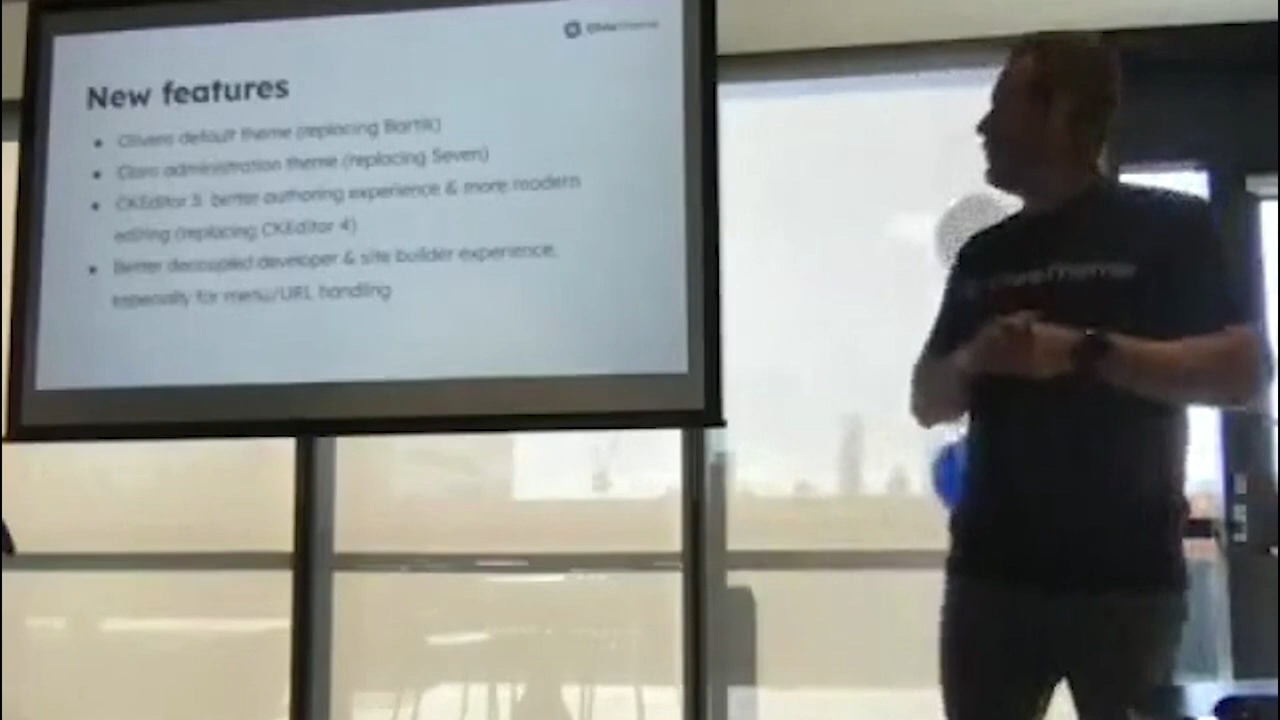 New features
Olivero default theme (replacing Bartik)
Claro administration theme (replacing Seven)
CKEditor 5: better authoring experience & more modern
editing (replacing CKEditor 4)
Better decoupled developer & site builder experience,
especially for menu/URL handling